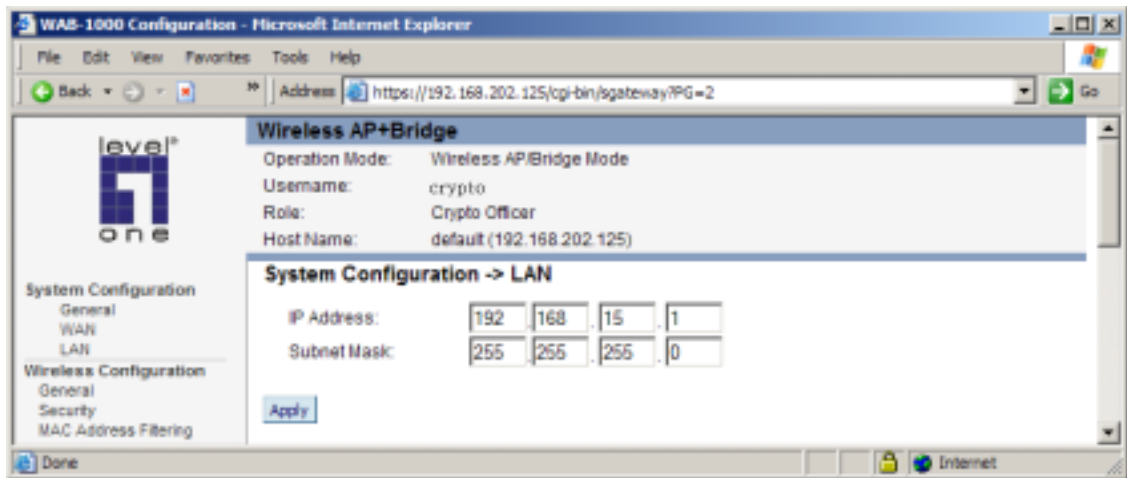 WAB-1000 Configuration - Microsoft Internet Explorer
File Edit View Favorites Tools Help
Back » Address https://192.168.202.125/cgi-bin/sgateway?PG=2 Go
level®
one
System Configuration
General
WAN
LAN
Wireless Configuration
General
Security
MAC Address Filtering
Wireless AP+Bridge
Operation Mode: Wireless AP/Bridge Mode
Username: crypto
Role: Crypto Officer
Host Name: default (192.168.202.125)
System Configuration -> LAN
IP Address: 192 . 168 . 15 . 1
Subnet Mask: 255 . 255 . 255 . 0
Apply
Done Internet